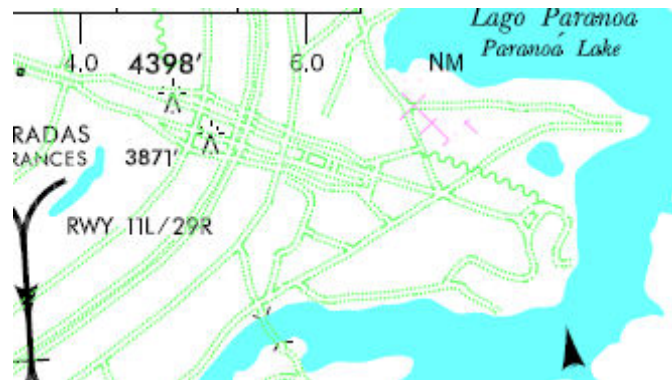 Lago Paranoa
Paranoá Lake
4.0
4398'
6.0
NM
RADAS
RANCES
3871'
RWY 11L/29R